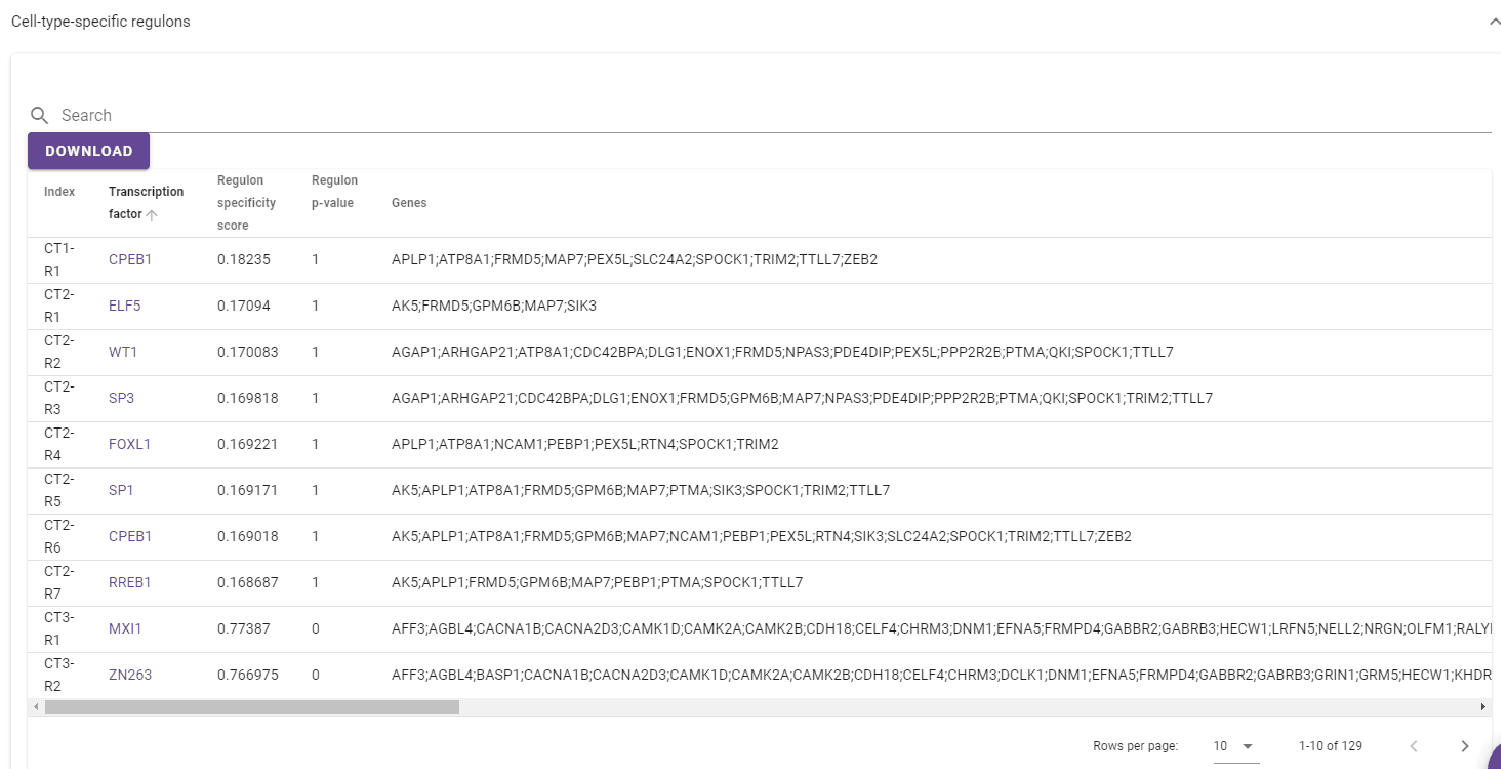 Cell-type-specific regulons
Search
DOWNLOAD
Index Transcription factor Regulon specificity score Regulon p-value Genes
CT1-R1 CPEB1 0.18235 1 APLP1;ATP8A1;FRMD5;MAP7;PEX5L;SLC24A2;SPOCK1;TRIM2;TTLL7;ZEB2
CT2-R1 ELF5 0.17094 1 AK5;FRMD5;GPM6B;MAP7;SIK3
CT2-R2 WT1 0.170083 1 AGAP1;ARHGAP21;ATP8A1;CDC42BPA;DLG1;ENOX1;FRMD5;NPAS3;PDE4DIP;PEX5L;PPP2R2B;PTMA;QKI;SPOCK1;TTLL7
CT2-R3 SP3 0.169818 1 AGAP1;ARHGAP21;CDC42BPA;DLG1;ENOX1;FRMD5;GPM6B;MAP7;NPAS3;PDE4DIP;PPP2R2B;PTMA;QKI;SPOCK1;TRIM2;TTLL7
CT2-R4 FOXL1 0.169221 1 APLP1;ATP8A1;NCAM1;PEBP1;PEX5L;RTN4;SPOCK1;TRIM2
CT2-R5 SP1 0.169171 1 AK5;APLP1;ATP8A1;FRMD5;GPM6B;MAP7;PTMA;SIK3;SPOCK1;TRIM2;TTLL7
CT2-R6 CPEB1 0.169018 1 AK5;APLP1;ATP8A1;FRMD5;GPM6B;MAP7;NCAM1;PEBP1;PEX5L;RTN4;SIK3;SLC24A2;SPOCK1;TRIM2;TTLL7;ZEB2
CT2-R7 RREB1 0.168687 1 AK5;APLP1;FRMD5;GPM6B;MAP7;PEBP1;PTMA;SPOCK1;TTLL7
CT3-R1 MXI1 0.77387 0 AFF3;AGBL4;CACNA1B;CACNA2D3;CAMK1D;CAMK2A;CAMK2B;CDH18;CELF4;CHRM3;DNM1;EFNA5;FRMPD4;GABBR2;GABRB3;HECW1;LRFN5;NELL2;NRGN;OLFM1;RALY
CT3-R2 ZN263 0.766975 0 AFF3;AGBL4;BASP1;CACNA1B;CACNA2D3;CAMK1D;CAMK2A;CAMK2B;CDH18;CELF4;CHRM3;DCLK1;DNM1;EFNA5;FRMPD4;GABBR2;GABRB3;GRIN1;GRM5;HECW1;KHDR
Rows per page: 10 1-10 of 129